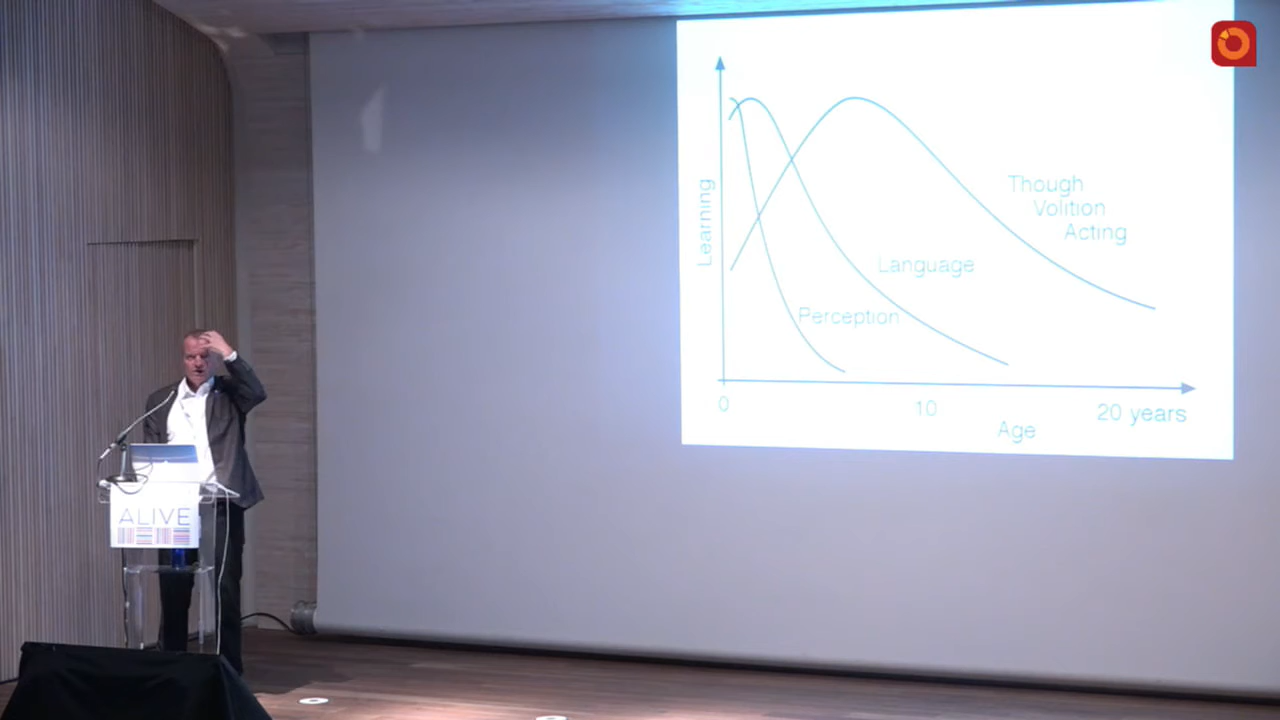 Learning
Though
Volition
Acting
Language
Perception
0
10
20 years
Age
ALIVE